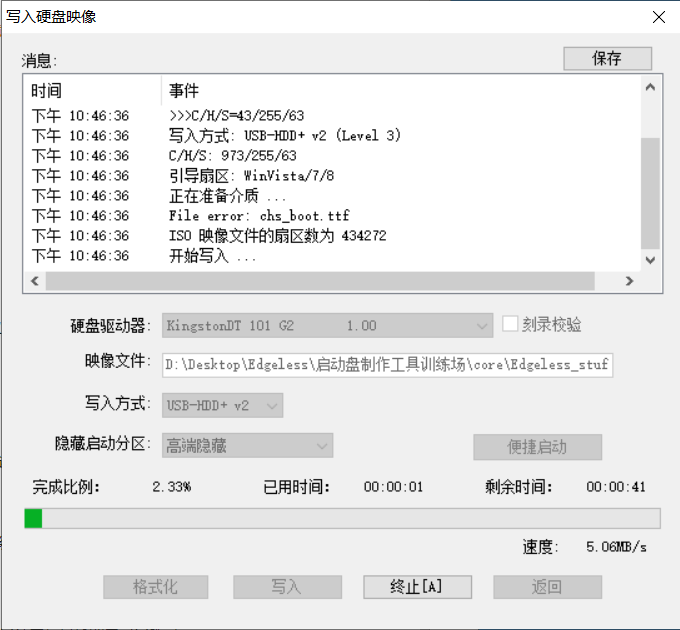 写入硬盘映像
消息:
保存
时间 事件
下午 10:46:36 >>>C/H/S=43/255/63
下午 10:46:36 写入方式: USB-HDD+ v2 (Level 3)
下午 10:46:36 C/H/S: 973/255/63
下午 10:46:36 引导扇区: WinVista/7/8
下午 10:46:36 正在准备介质 ...
下午 10:46:36 File error: chs_boot.ttf
下午 10:46:36 ISO 映像文件的扇区数为 434272
下午 10:46:36 开始写入 ...
硬盘驱动器: KingstonDT 101 G2 1.00 刻录校验
映像文件: D:\Desktop\Edgeless\启动盘制作工具训练场\core\Edgeless_stuf
写入方式: USB-HDD+ v2
隐藏启动分区: 高端隐藏 便捷启动
完成比例: 2.33% 已用时间: 00:00:01 剩余时间: 00:00:41
速度: 5.06MB/s
格式化 写入 终止[A] 返回